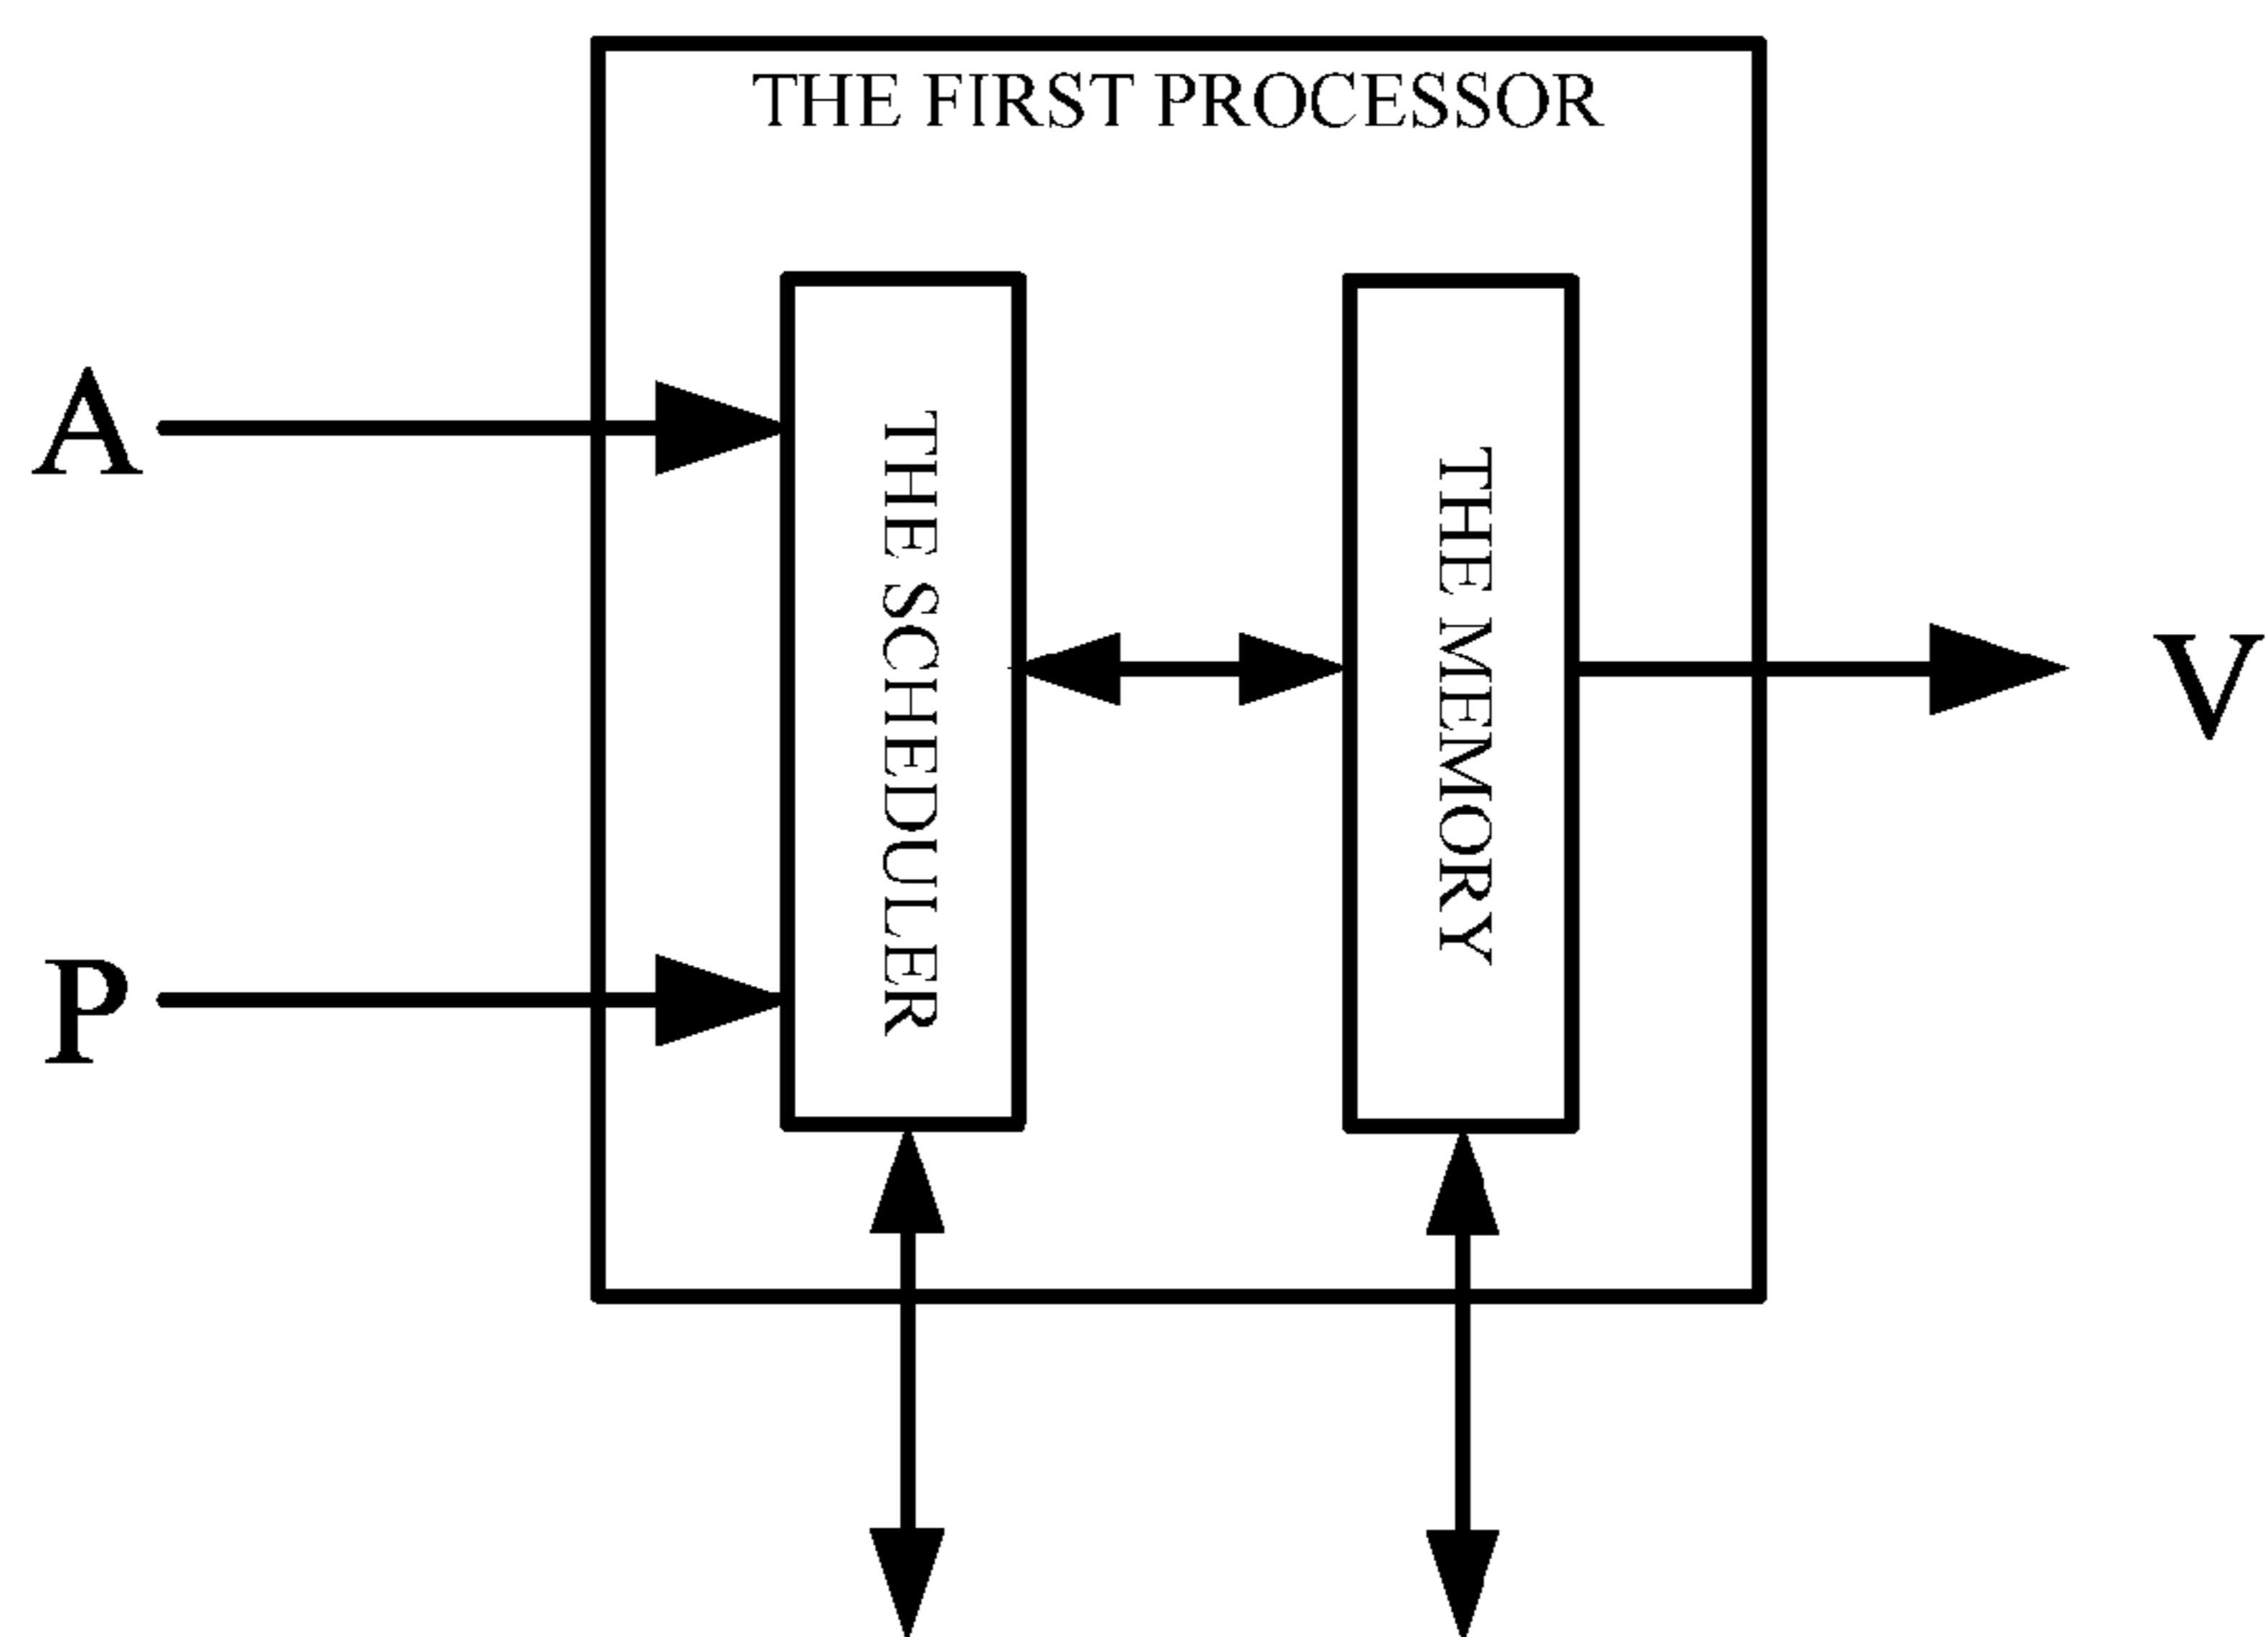 THE FIRST PROCESSOR
A
P
THE SCHEDULER
THE MEMORY
V